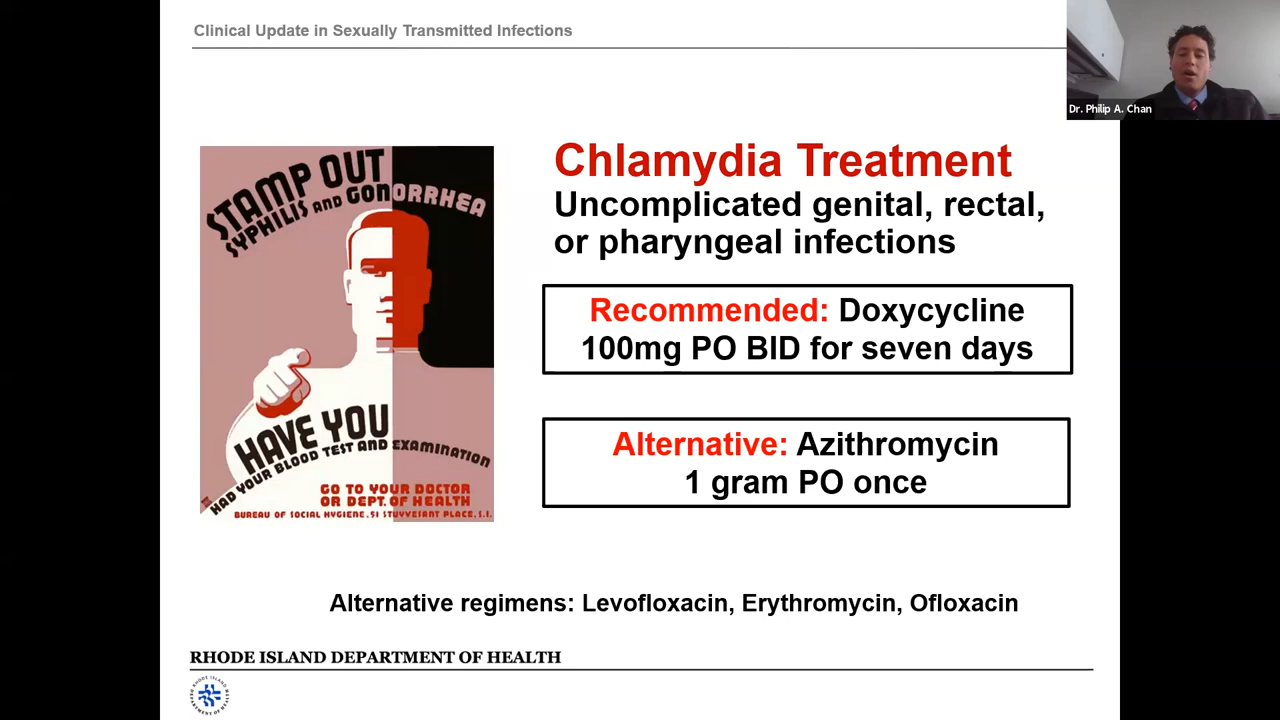 Clinical Update in Sexually Transmitted Infections
Dr. Philip A. Chan
STAMP OUT
SYPHILIS AND GONORRHEA
HAVE YOU
HAD YOUR BLOOD TEST AND EXAMINATION
GO TO YOUR DOCTOR
OR DEPT. OF HEALTH
BUREAU OF SOCIAL HYGIENE, 51 STUYVESANT PLACE, S.I.
Chlamydia Treatment
Uncomplicated genital, rectal,
or pharyngeal infections
Recommended: Doxycycline
100mg PO BID for seven days
Alternative: Azithromycin
1 gram PO once
Alternative regimens: Levofloxacin, Erythromycin, Ofloxacin
RHODE ISLAND DEPARTMENT OF HEALTH